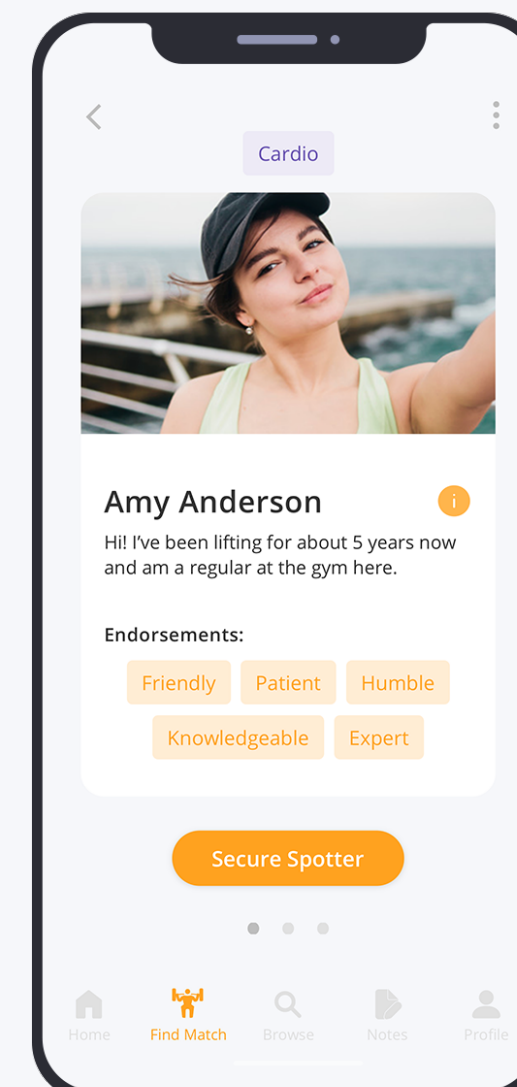 Cardio
Amy Anderson
i
Hi! I've been lifting for about 5 years now
and am a regular at the gym here.
Endorsements:
Friendly Patient Humble
Knowledgeable Expert
Secure Spotter
Home Find Match Browse Notes Profile